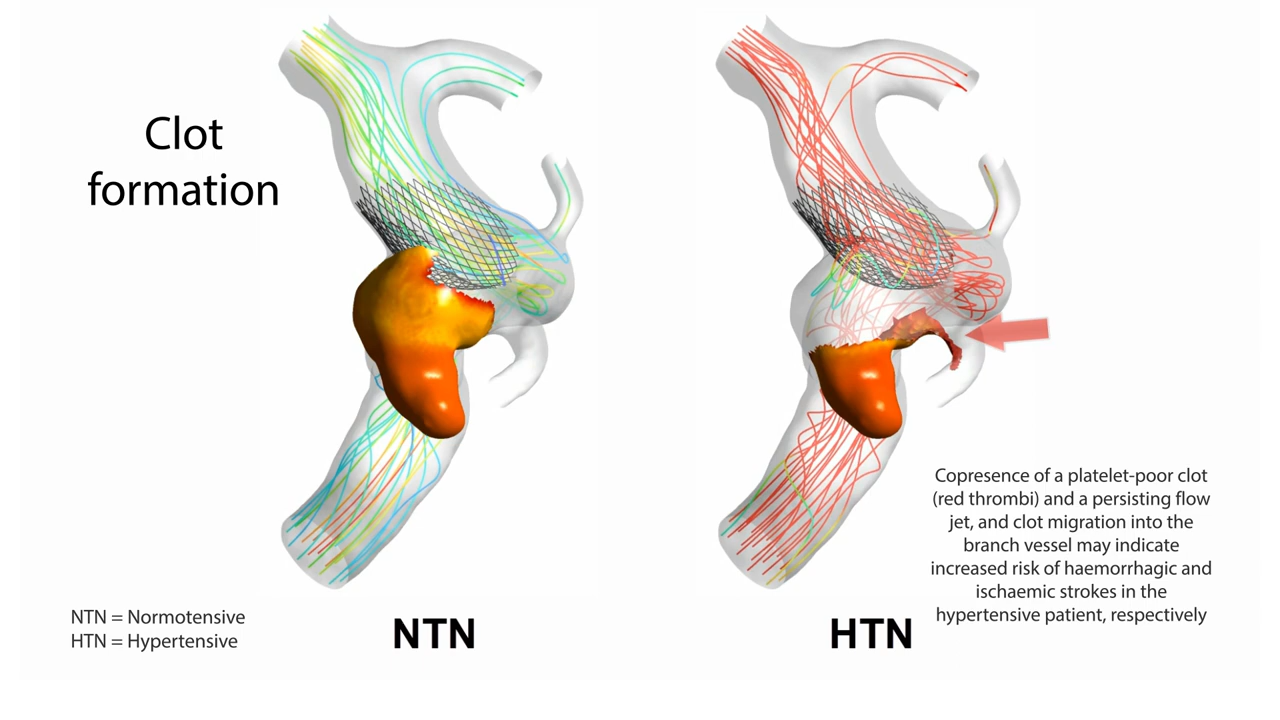 Clot
formation
NTN = Normotensive
HTN = Hypertensive
NTN
HTN
Copresence of a platelet-poor clot
(red thrombi) and a persisting flow
jet, and clot migration into the
branch vessel may indicate
increased risk of haemorrhagic and
ischaemic strokes in the
hypertensive patient, respectively